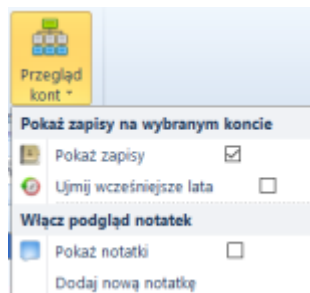 Przegląd
kont
Pokaż zapisy na wybranym koncie
Pokaż zapisy
Ujmij wcześniejsze lata
Włącz podgląd notatek
Pokaż notatki
Dodaj nową notatkę